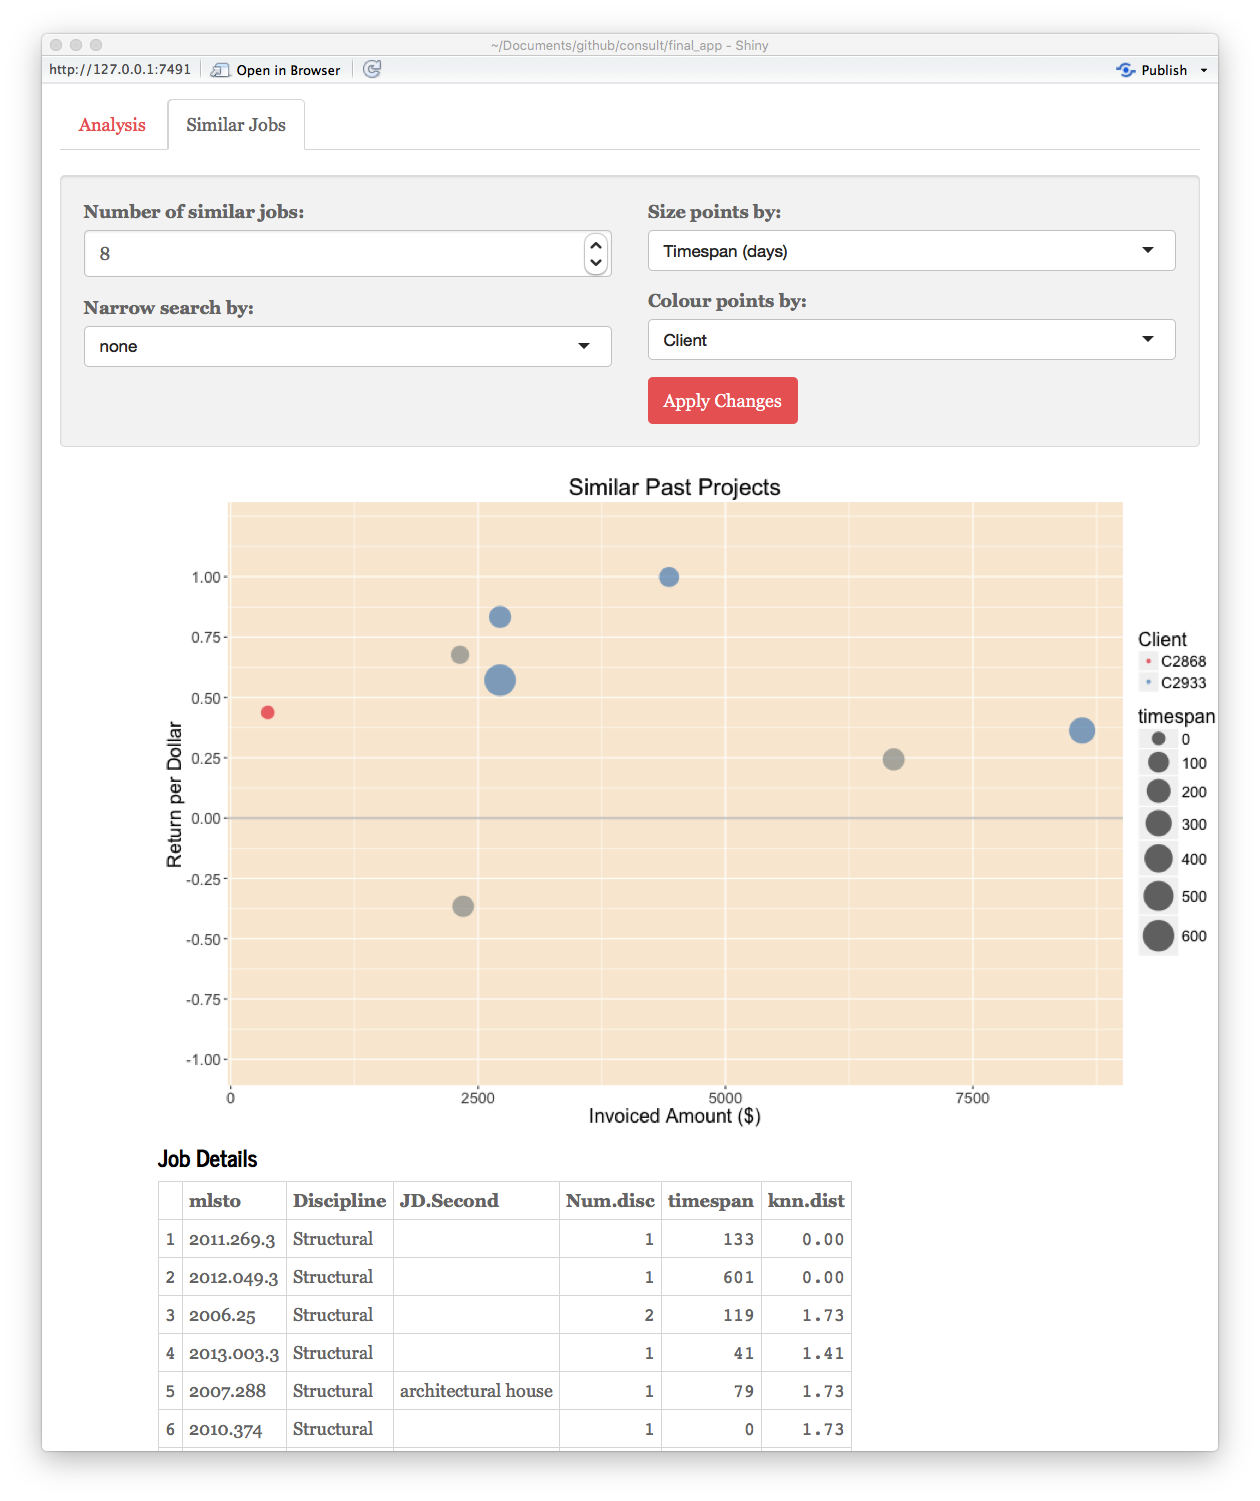 ~/Documents/github/consult/final_app - Shiny
http://127.0.0.1:7491 Open in Browser Publish
Analysis Similar Jobs
Number of similar jobs:
8
Narrow search by:
none
Size points by:
Timespan (days)
Colour points by:
Client
Apply Changes
Similar Past Projects
Return per Dollar
1.00
0.75
0.50
0.25
0.00
-0.25
-0.50
-0.75
-1.00
0 2500 5000 7500
Invoiced Amount ($)
Client
C2868
C2933
timespan
0
100
200
300
400
500
600
Job Details
mlsto Discipline JD.Second Num.disc timespan knn.dist
1 2011.269.3 Structural 1 133 0.00
2 2012.049.3 Structural 1 601 0.00
3 2006.25 Structural 2 119 1.73
4 2013.003.3 Structural 1 41 1.41
5 2007.288 Structural architectural house 1 79 1.73
6 2010.374 Structural 1 0 1.73